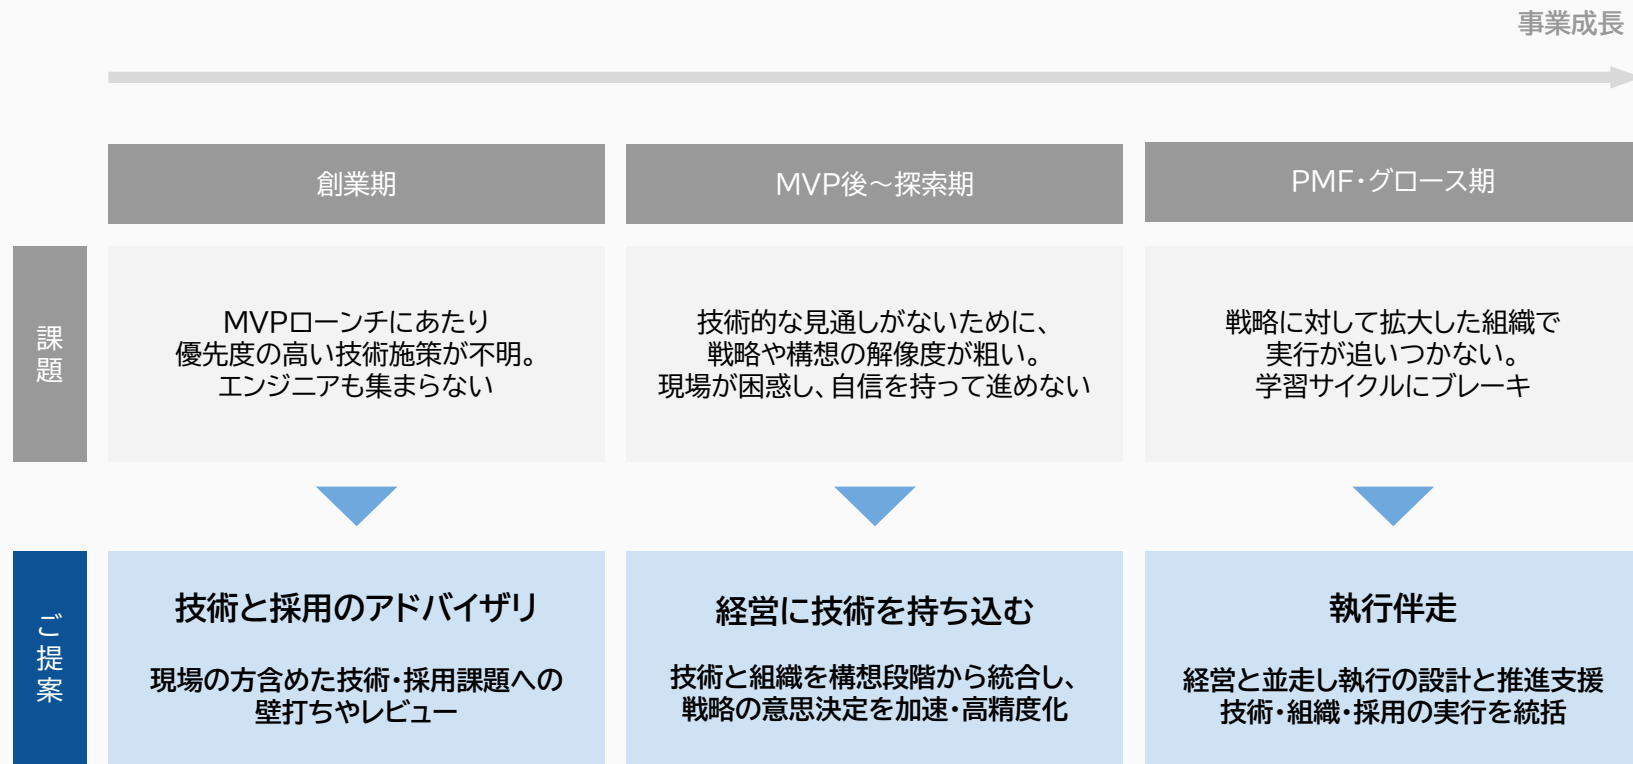 事業成長
創業期
MVP後～探索期
PMF・グロース期
課題
MVPローンチにあたり
優先度の高い技術施策が不明。
エンジニアも集まらない
技術的な見通しがないために、
戦略や構想の解像度が粗い。
現場が困惑し、自信を持って進めない
戦略に対して拡大した組織で
実行が追いつかない。
学習サイクルにブレーキ
ご提案
技術と採用のアドバイザリ
現場の方含めた技術・採用課題への
壁打ちやレビュー
経営に技術を持ち込む
技術と組織を構想段階から統合し、
戦略の意思決定を加速・高精度化
執行伴走
経営と並走し執行の設計と推進支援
技術・組織・採用の実行を統括